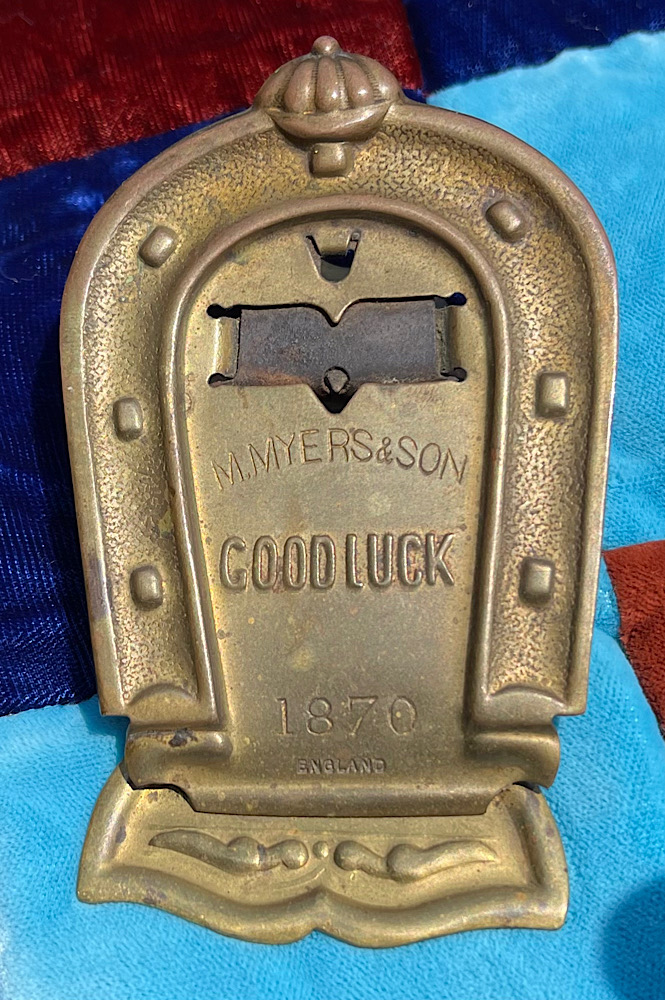 M. MYERS & SON
GOOD LUCK
1870
ENGLAND